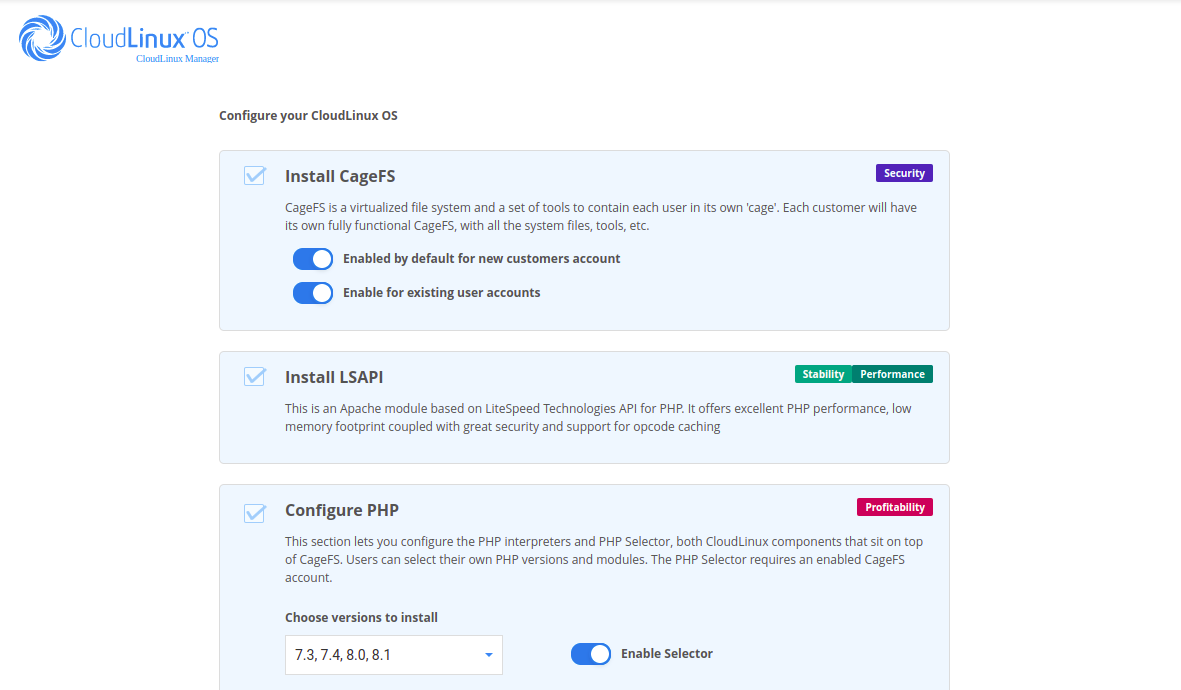 CloudLinux™ OS
CloudLinux Manager
Configure your CloudLinux OS
Install CageFS
Security
CageFS is a virtualized file system and a set of tools to contain each user in its own 'cage'. Each customer will have
its own fully functional CageFS, with all the system files, tools, etc.
Enabled by default for new customers account
Enable for existing user accounts
Install LSAPI
Stability Performance
This is an Apache module based on LiteSpeed Technologies API for PHP. It offers excellent PHP performance, low
memory footprint coupled with great security and support for opcode caching
Configure PHP
Profitability
This section lets you configure the PHP interpreters and PHP Selector, both CloudLinux components that sit on top
of CageFS. Users can select their own PHP versions and modules. The PHP Selector requires an enabled CageFS
account.
Choose versions to install
7.3, 7.4, 8.0, 8.1
Enable Selector